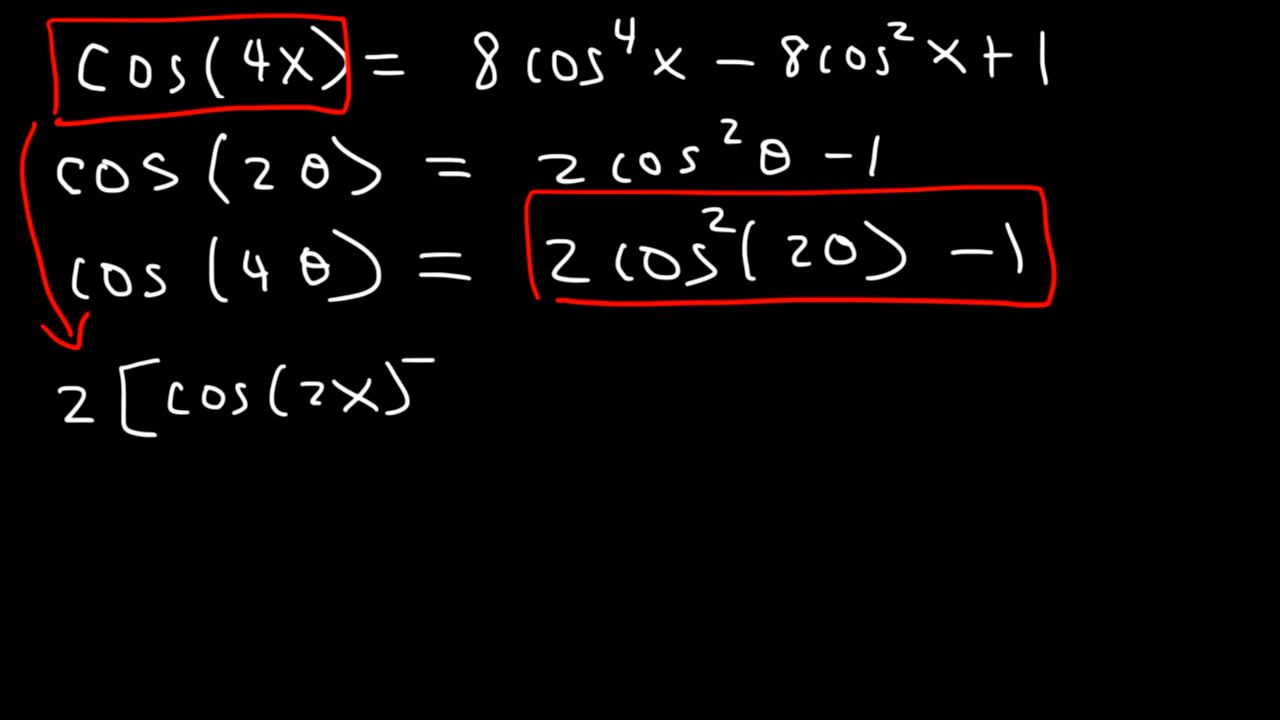 cos(4x) = 8cos⁴x - 8cos²x + 1
cos(2θ) = 2cos²θ - 1
cos(4θ) = 2cos²(2θ) - 1
2[cos(2x)⁻